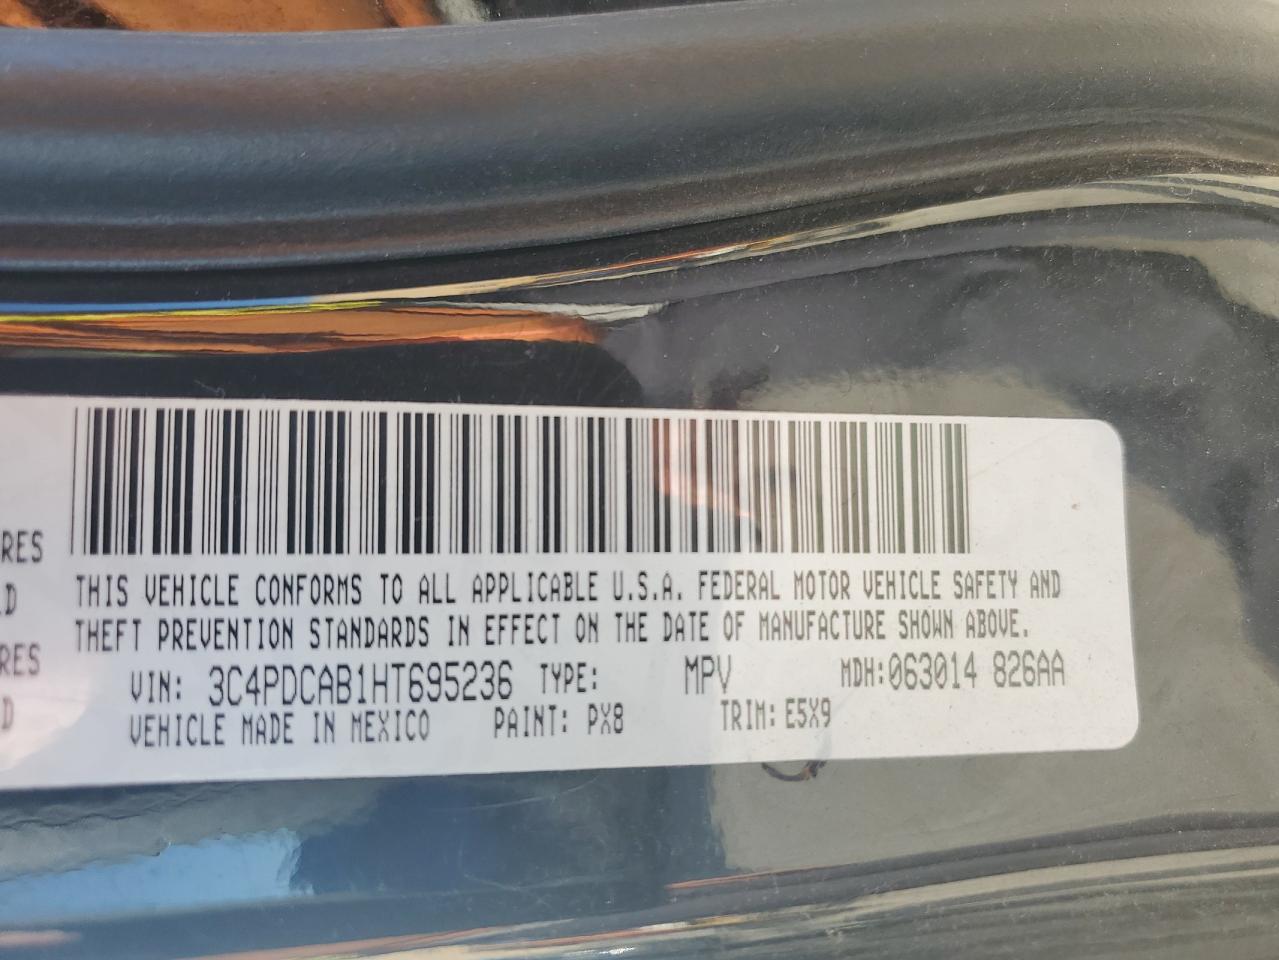 RES
LD
RES
D
THIS VEHICLE CONFORMS TO ALL APPLICABLE U.S.A. FEDERAL MOTOR VEHICLE SAFETY AND
THEFT PREVENTION STANDARDS IN EFFECT ON THE DATE OF MANUFACTURE SHOWN ABOVE.
VIN: 3C4PDCAB1HT695236 TYPE: MPV MDH:063014 826AA
VEHICLE MADE IN MEXICO PAINT: PX8 TRIM: E5X9